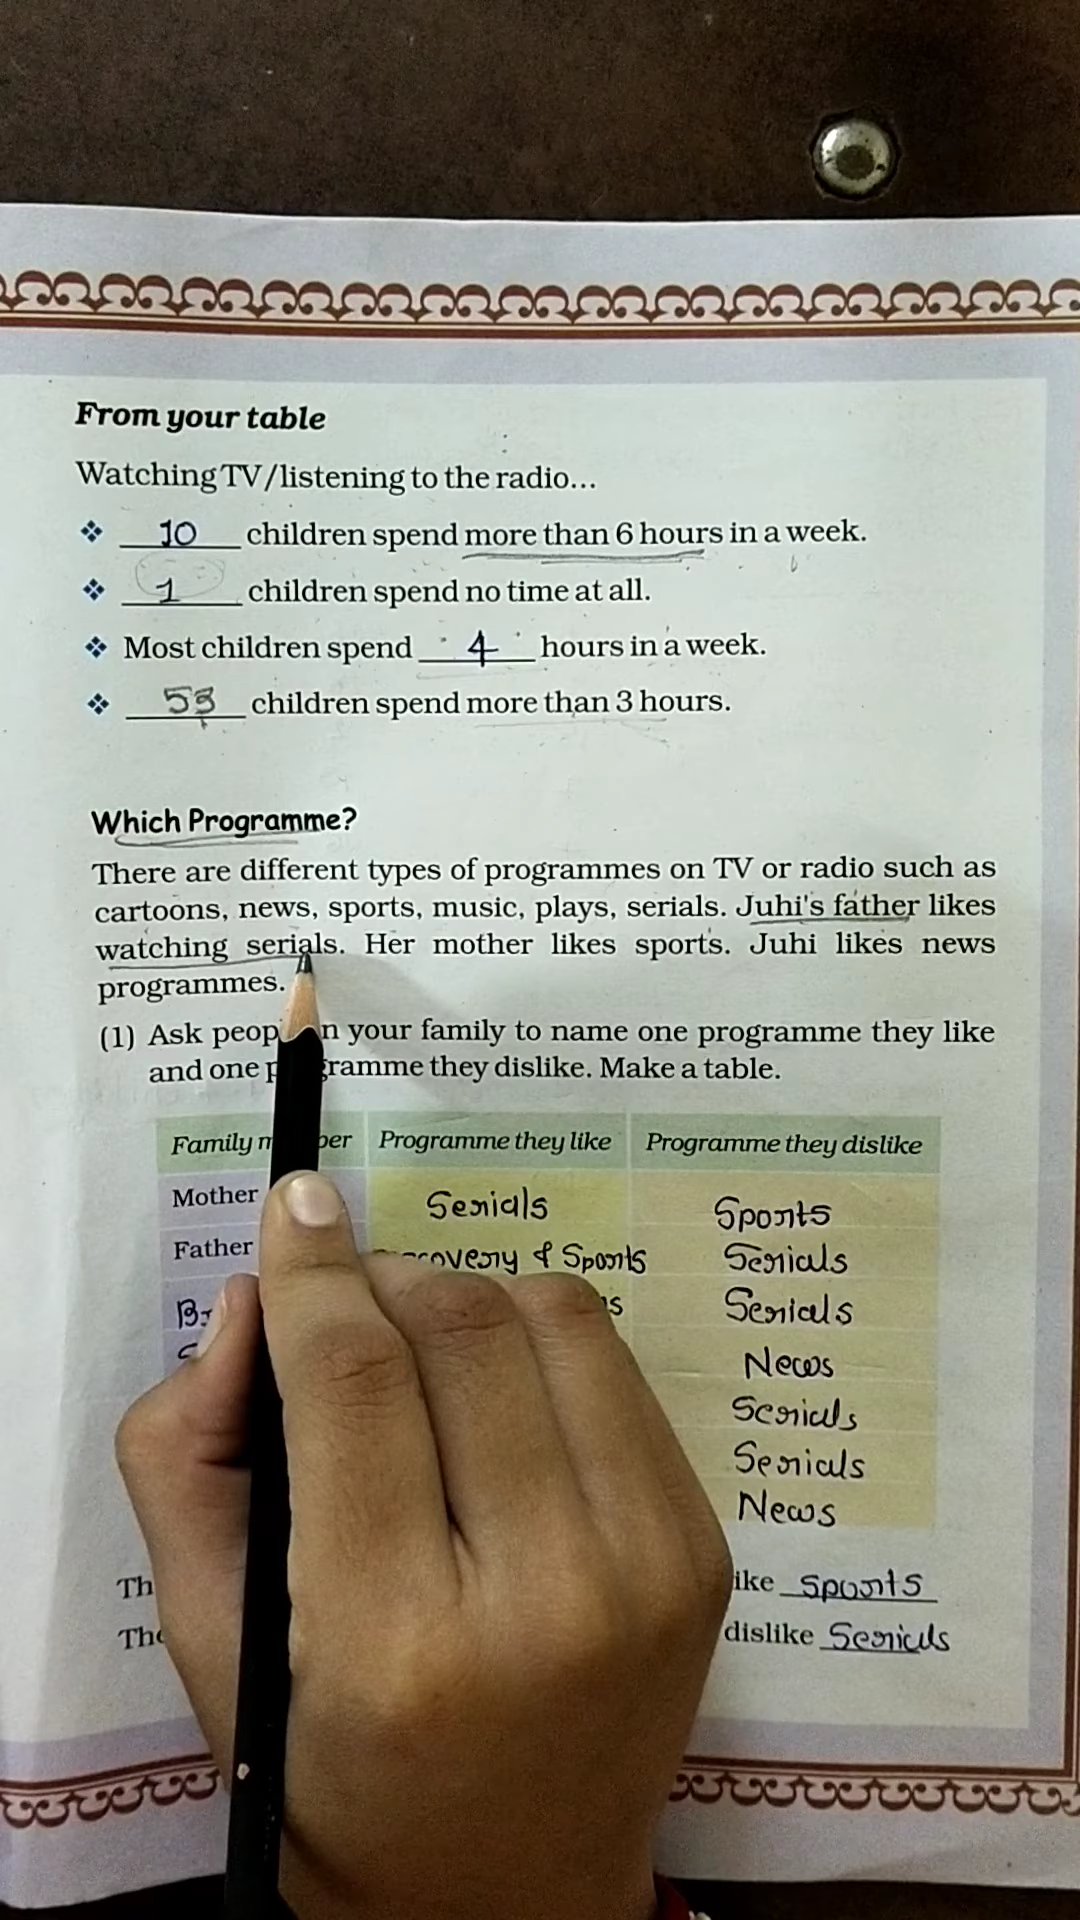 From your table
Watching TV/listening to the radio...
10 children spend more than 6 hours in a week.
1 children spend no time at all.
Most children spend 4 hours in a week.
53 children spend more than 3 hours.
Which Programme?
There are different types of programmes on TV or radio such as
cartoons, news, sports, music, plays, serials. Juhi's father likes
watching serials. Her mother likes sports. Juhi likes news
programmes.
(1) Ask in your family to name one programme they like
and one they dislike. Make a table.
Family Programme they like Programme they dislike
Mother Serials Sports
Father & Sports Serials
Serials
News
Serials
Serials
News
sports
dislike Serials